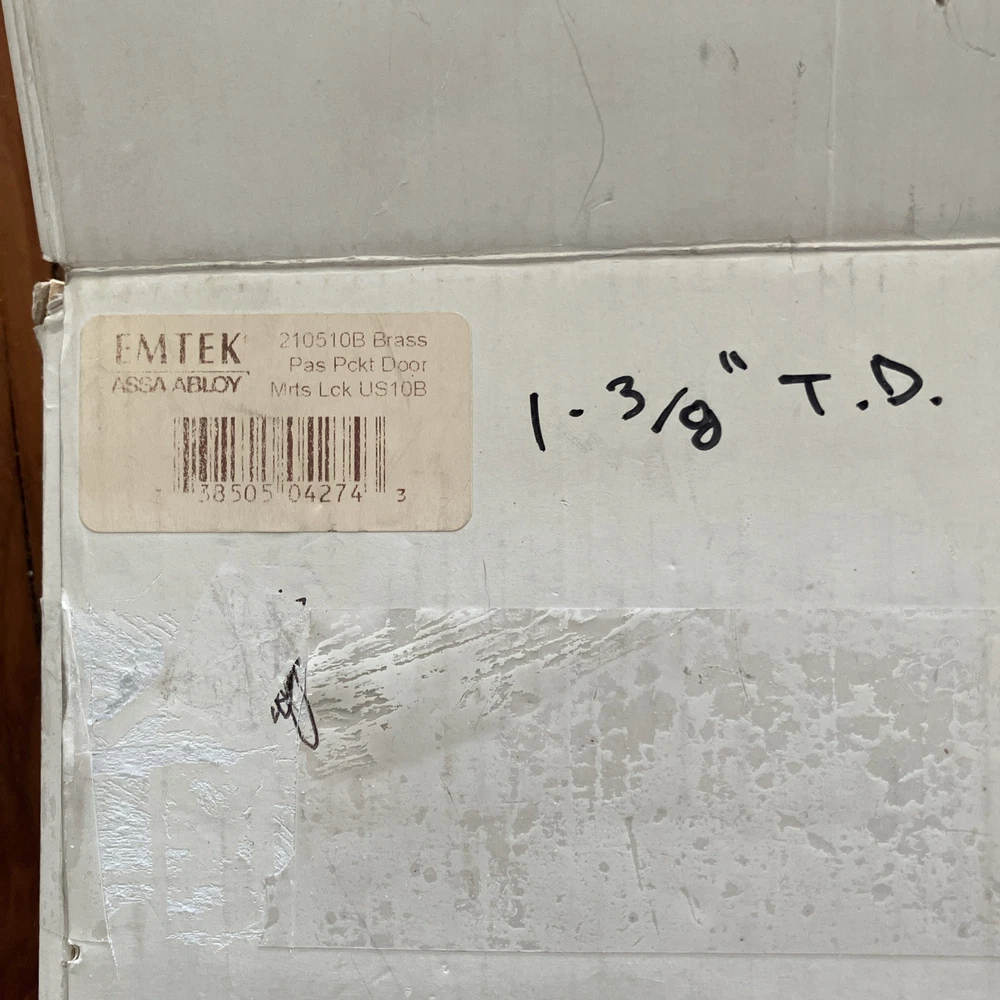 EMTEK
ASSA ABLOY
210510B Brass
Pas Pckt Door
Mrts Lck US10B
38505 04274 3
1-3/8" T.D.